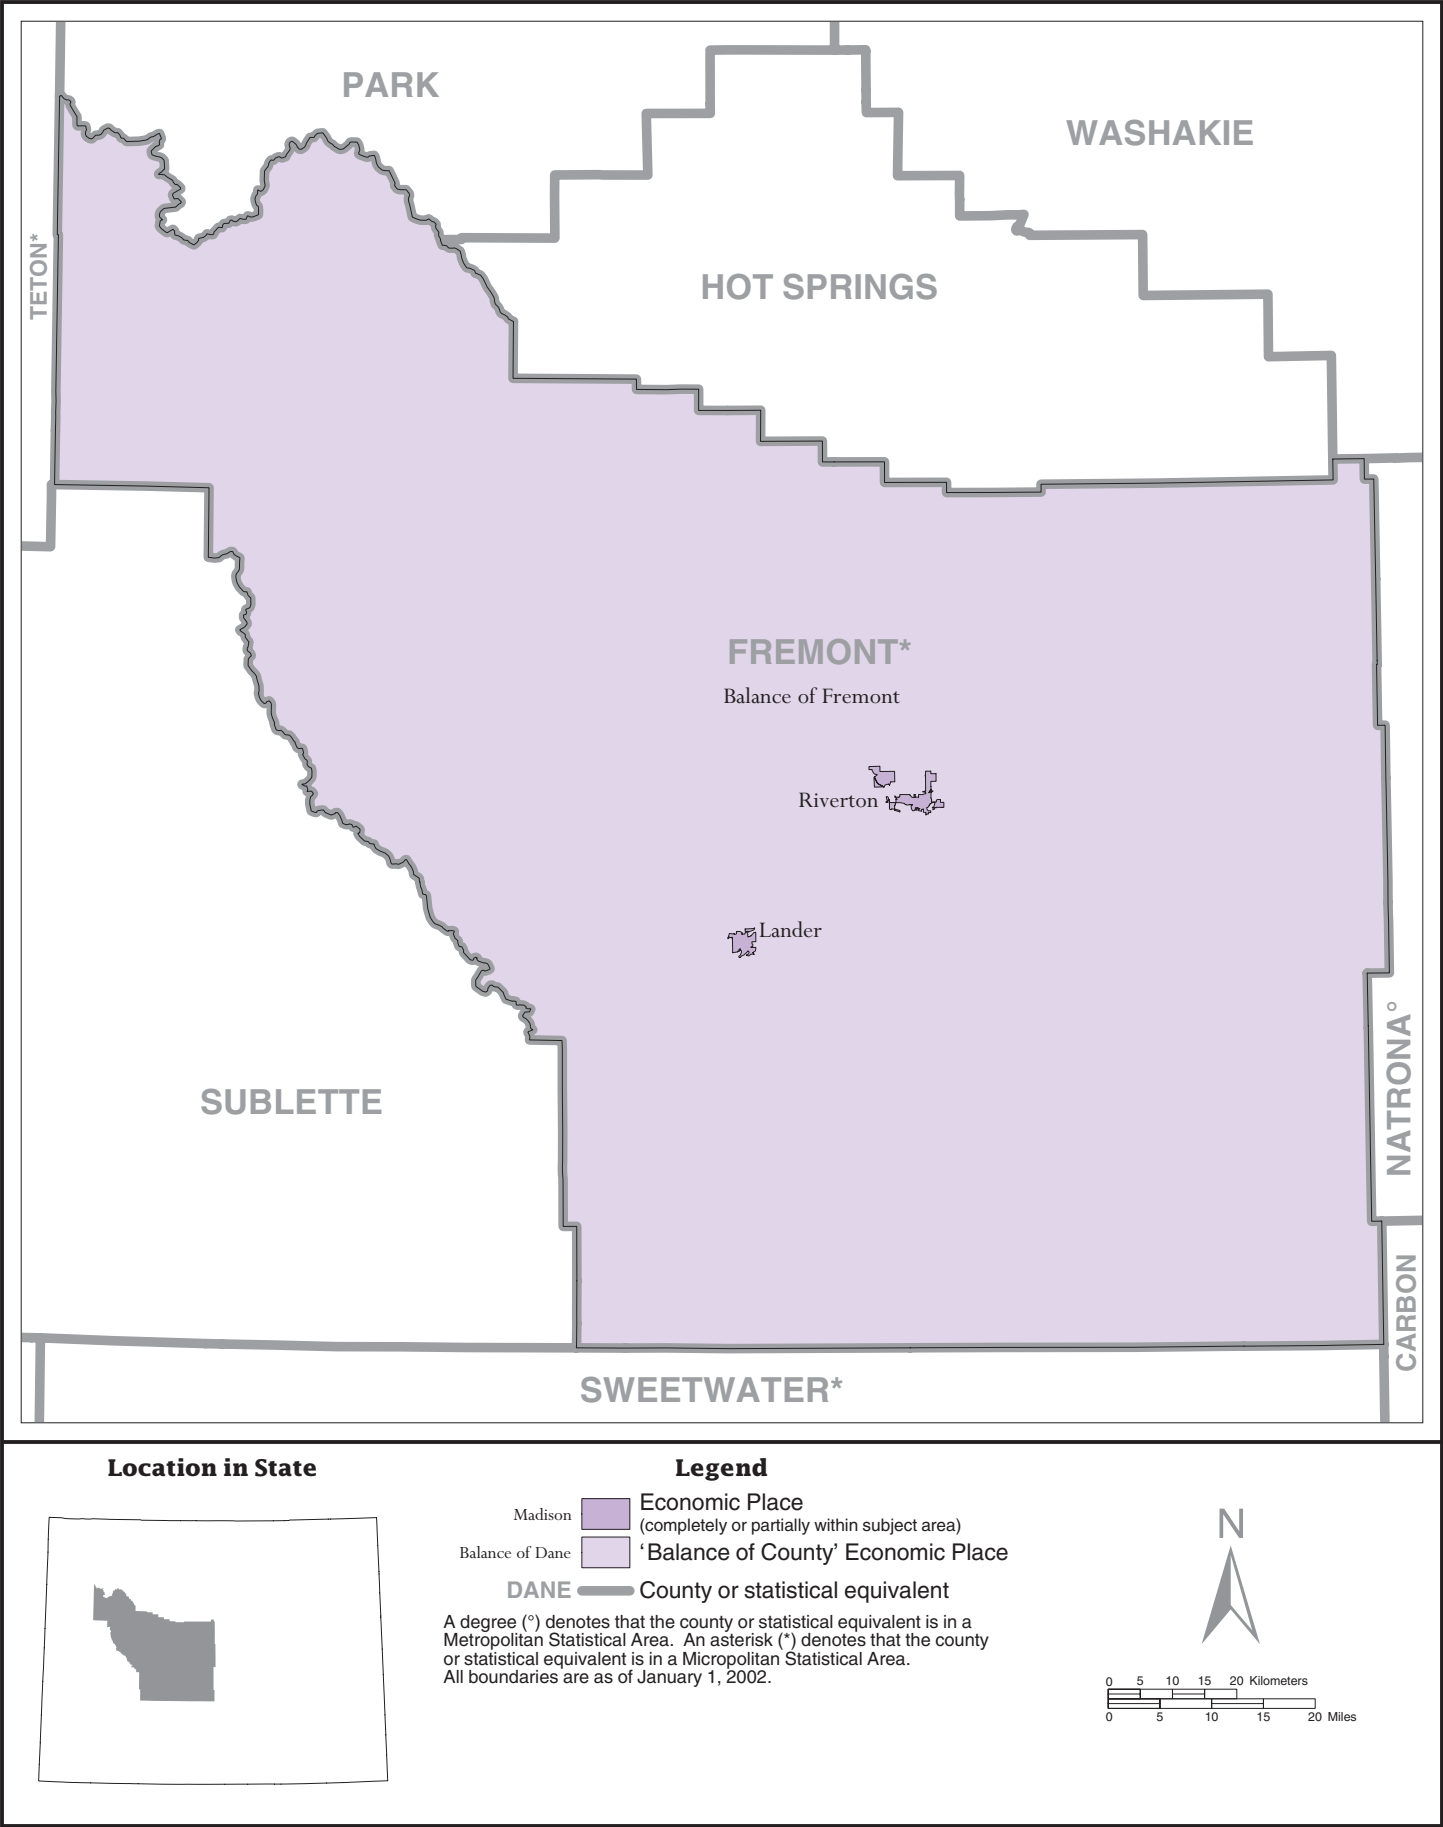 PARK
WASHAKIE
TETON*
HOT SPRINGS
FREMONT*
Balance of Fremont
Riverton
Lander
SUBLETTE
NATRONA°
CARBON
SWEETWATER*
Location in State
Legend
Madison
Economic Place
(completely or partially within subject area)
Balance of Dane
‘Balance of County’ Economic Place
DANE
County or statistical equivalent
A degree (°) denotes that the county or statistical equivalent is in a
Metropolitan Statistical Area. An asterisk (*) denotes that the county
or statistical equivalent is in a Micropolitan Statistical Area.
All boundaries are as of January 1, 2002.
N
0 5 10 15 20 Kilometers
0 5 10 15 20 Miles